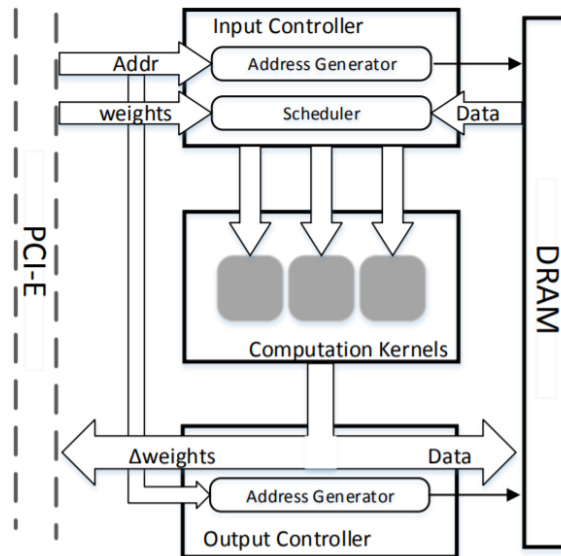 Input Controller
Addr
Address Generator
weights
Scheduler
Data
PCI-E
DRAM
Computation Kernels
Δweights
Data
Address Generator
Output Controller